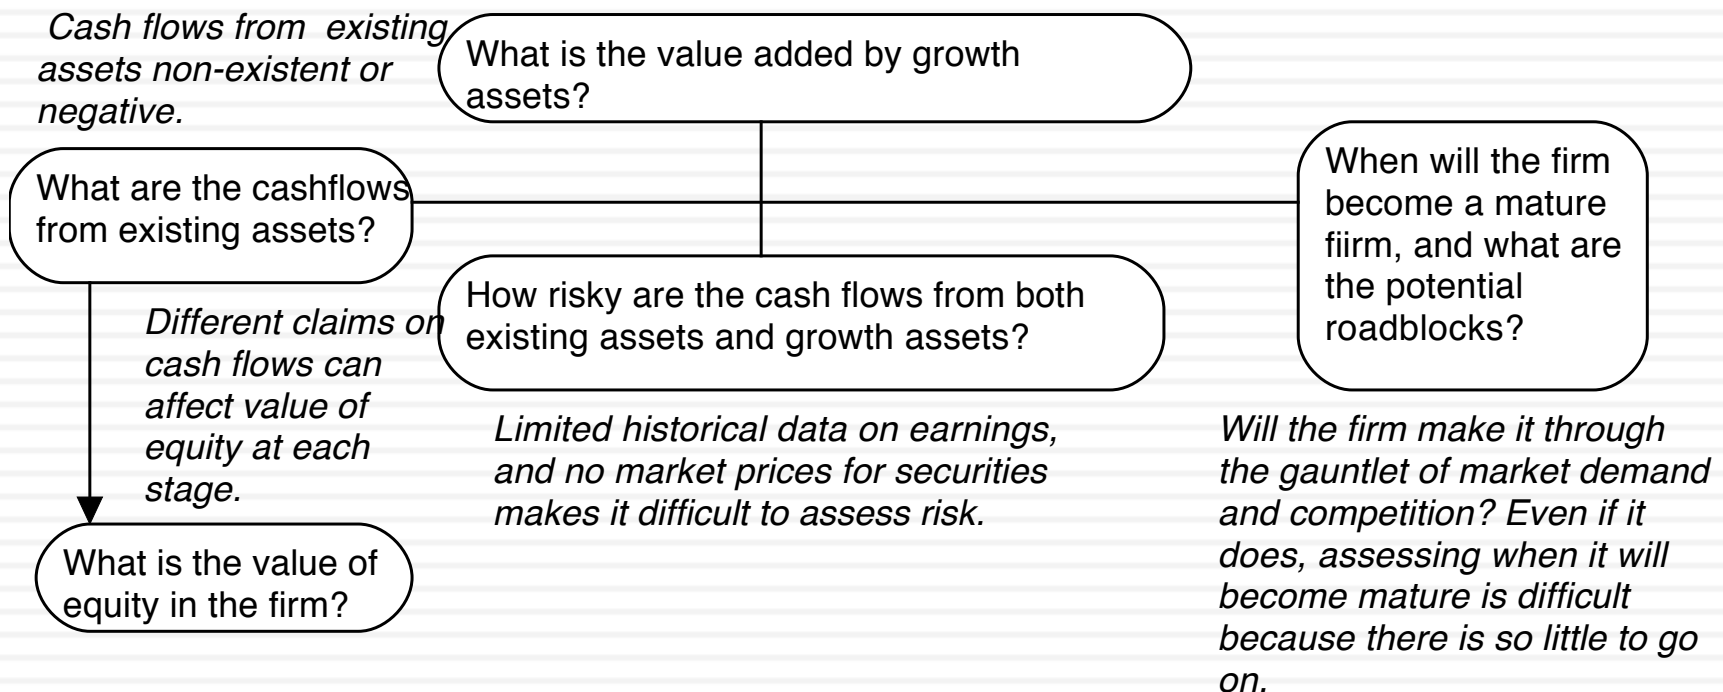 Cash flows from  existing
assets non-existent or
negative.
What is the value added by growth
assets?
What are the cashflows
from existing assets?
When will the firm
become a mature
fiirm, and what are
the potential
roadblocks?
How risky are the cash flows from both
existing assets and growth assets?
Different claims on
cash flows can
affect value of
equity at each
stage.
Limited historical data on earnings,
and no market prices for securities
makes it difficult to assess risk.
Will the firm make it through
the gauntlet of market demand
and competition? Even if it
does, assessing when it will
become mature is difficult
because there is so little to go
on.
What is the value of
equity in the firm?